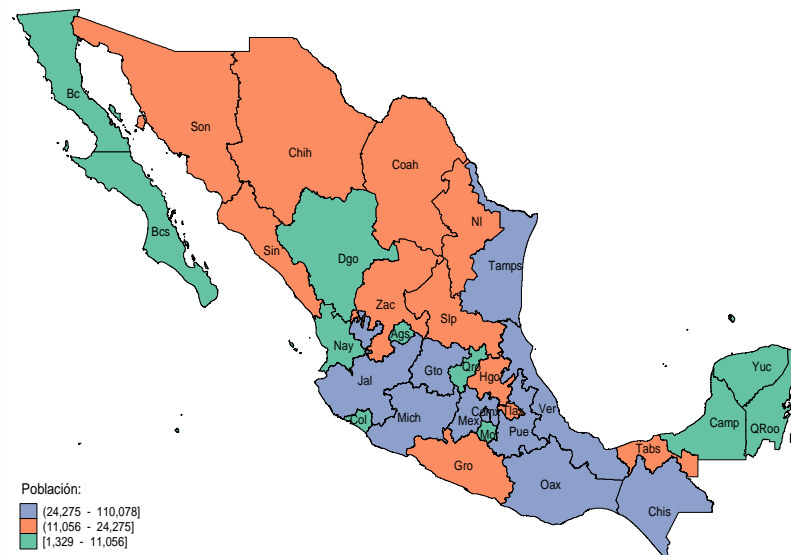 Bc
Son
Chih
Coah
Nl
Bcs
Sin
Dgo
Tamps
Zac
Slp
Nay
Ags
Yuc
Jal
Gto
Qro
Hgo
Camp
QRoo
Col
Mich
Mex
Cdmx
Tlax
Ver
Mor
Pue
Tabs
Gro
Oax
Chis
Población:
(24,275 - 110,078]
(11,056 - 24,275]
[1,329 - 11,056]